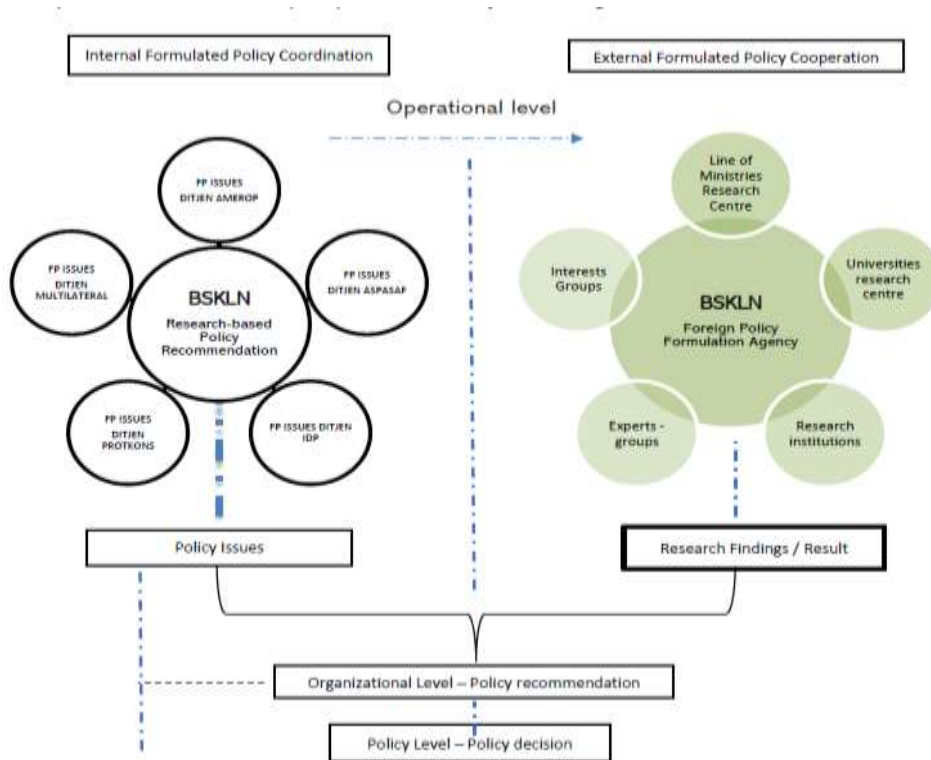 Internal Formulated Policy Coordination
External Formulated Policy Cooperation
Operational level
FP ISSUES
DITJEN AMEROP
FP ISSUES
DITJEN
MULTILATERAL
FP ISSUES
DITJEN ASPASAF
BSKLN
Research-based
Policy
Recommendation
FP ISSUES
DITJEN
PROTKONS
FP ISSUES DITJEN
IDP
Line of
Ministries
Research
Centre
Interests
Groups
Universities
research
centre
BSKLN
Foreign Policy
Formulation Agency
Experts -
groups
Research
institutions
Policy Issues
Research Findings / Result
Organizational Level – Policy recommendation
Policy Level – Policy decision